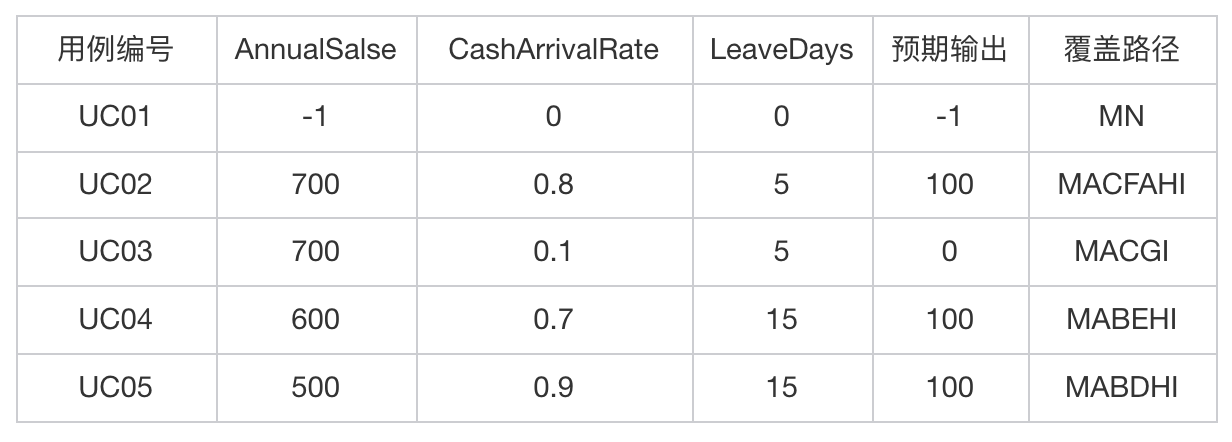 用例编号 AnnualSalse CashArrivalRate LeaveDays 预期输出 覆盖路径
UC01 -1 0 0 -1 MN
UC02 700 0.8 5 100 MACFAHI
UC03 700 0.1 5 0 MACGI
UC04 600 0.7 15 100 MABEHI
UC05 500 0.9 15 100 MABDHI